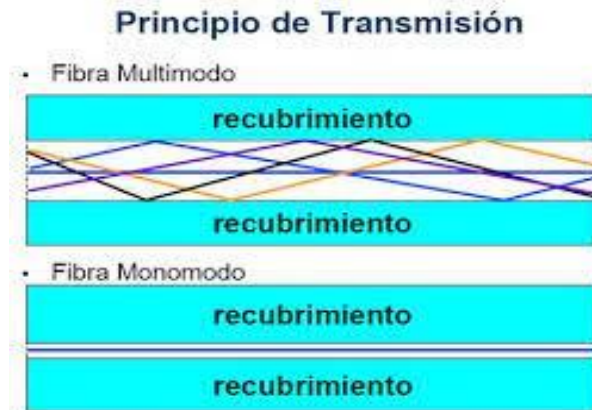 Principio de Transmisión
· Fibra Multimodo
recubrimiento
recubrimiento
· Fibra Monomodo
recubrimiento
recubrimiento